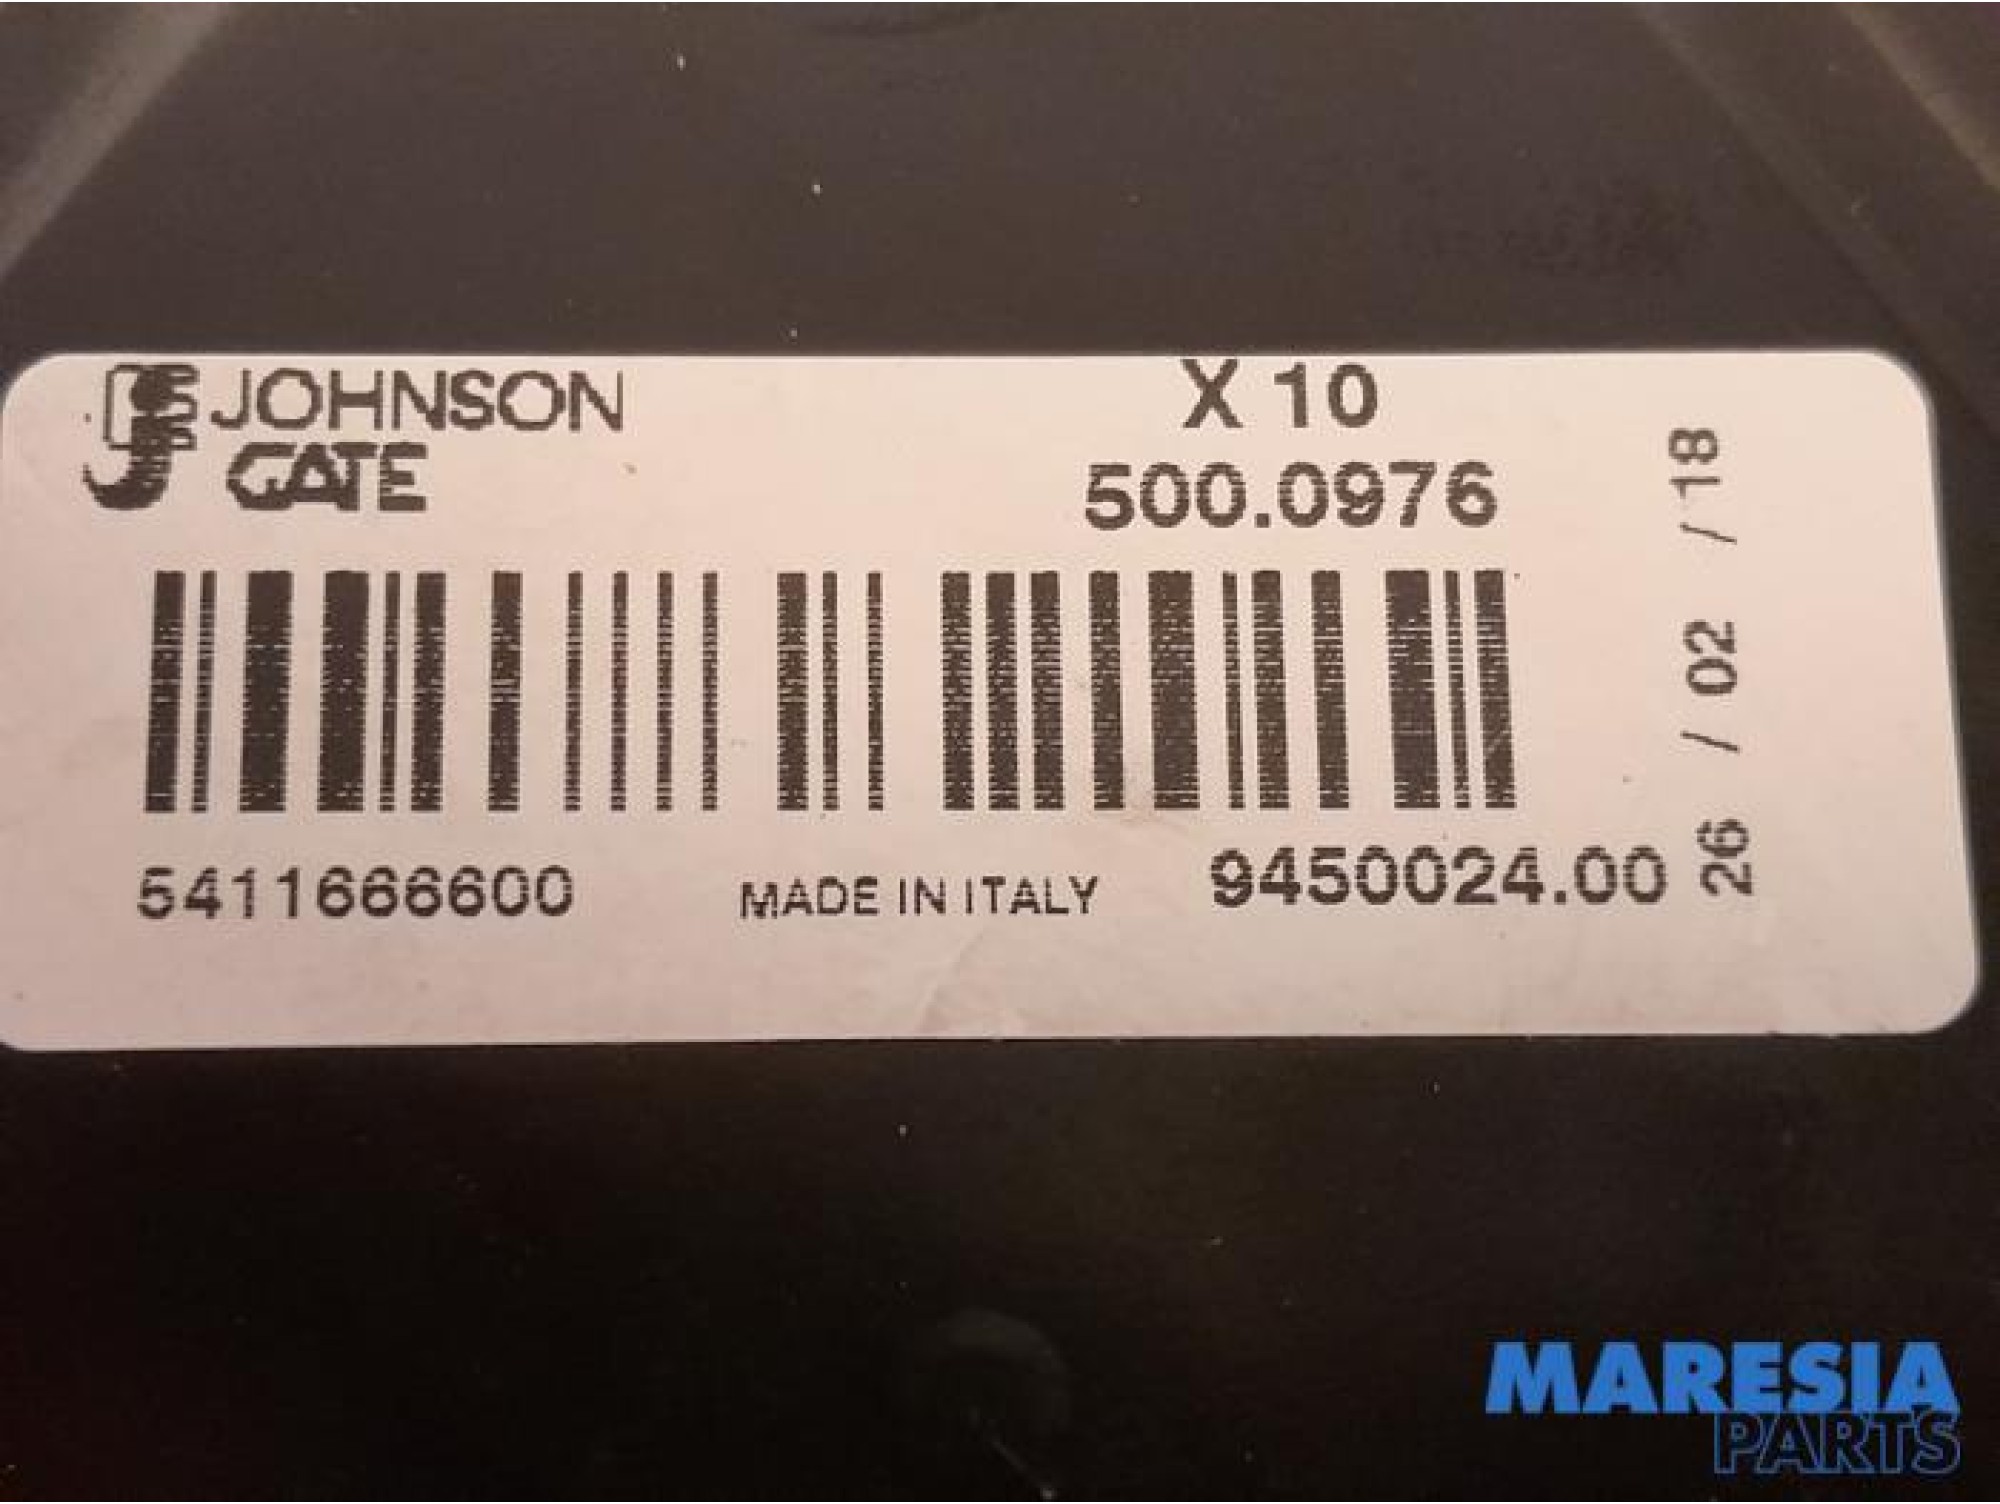 JOHNSON
GATE
X 10
500.0976
26 / 02 / 18
5411666600
MADE IN ITALY
9450024.00
MARESIA
PARTS